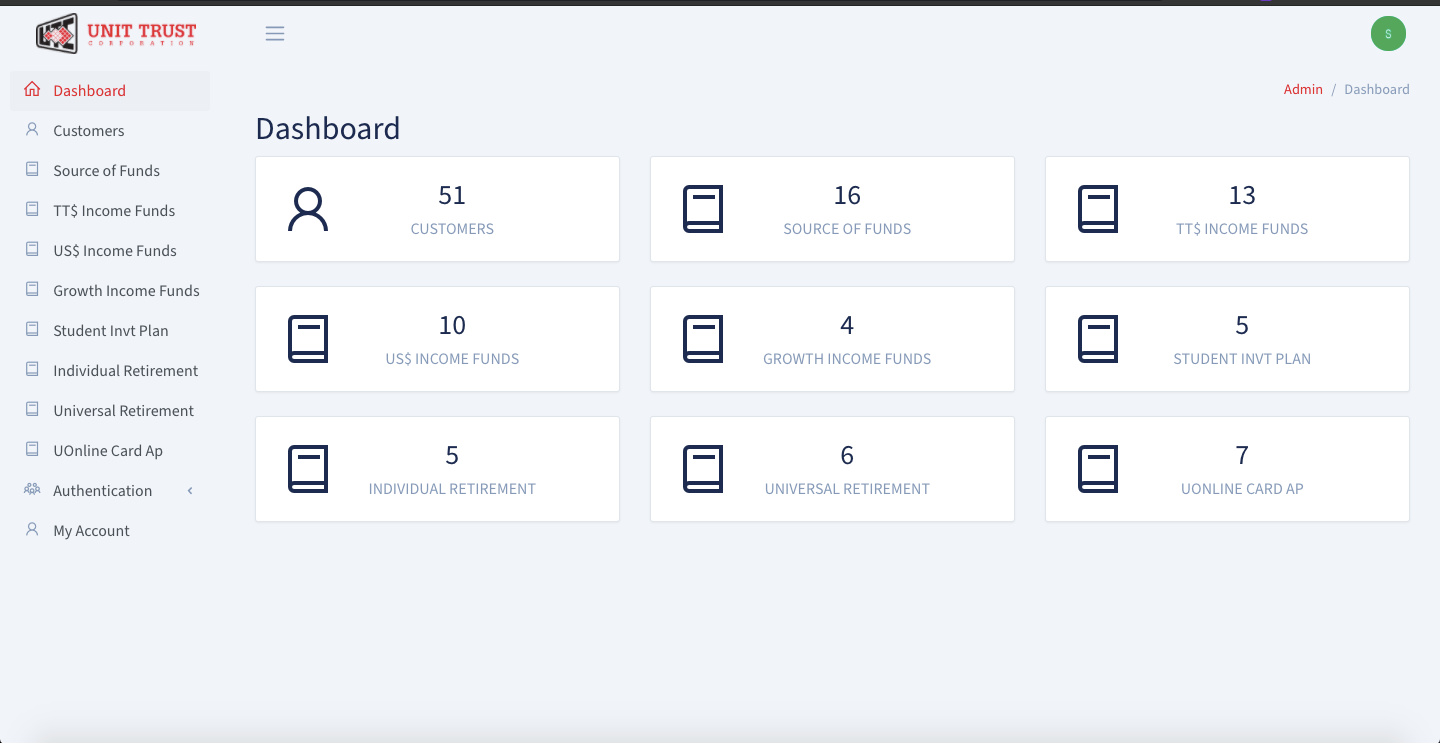 UNIT TRUST
CORPORATION
S
Dashboard
Customers
Source of Funds
TT$ Income Funds
US$ Income Funds
Growth Income Funds
Student Invt Plan
Individual Retirement
Universal Retirement
UOnline Card Ap
Authentication
My Account
Admin / Dashboard
Dashboard
51
CUSTOMERS
16
SOURCE OF FUNDS
13
TT$ INCOME FUNDS
10
US$ INCOME FUNDS
4
GROWTH INCOME FUNDS
5
STUDENT INVT PLAN
5
INDIVIDUAL RETIREMENT
6
UNIVERSAL RETIREMENT
7
UONLINE CARD AP